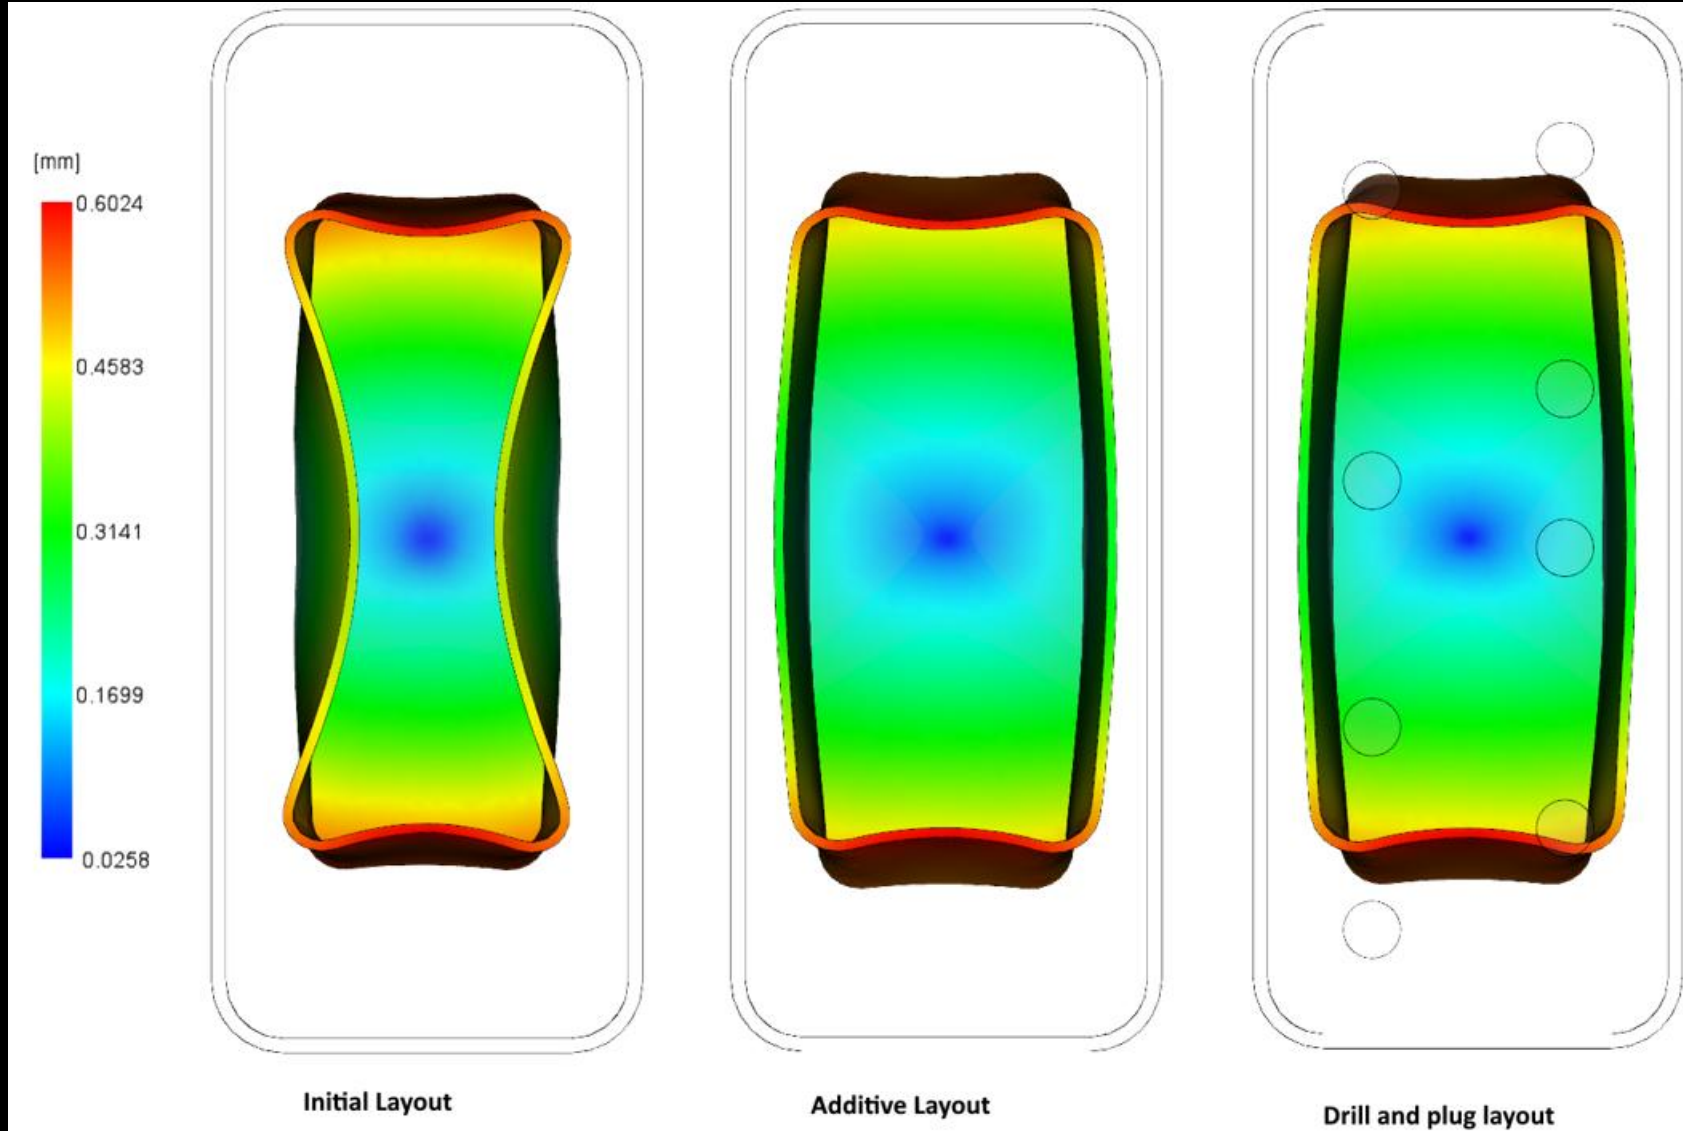 [mm]
0.6024
0.4583
0.3141
0.1699
0.0258
Initial Layout
Additive Layout
Drill and plug layout